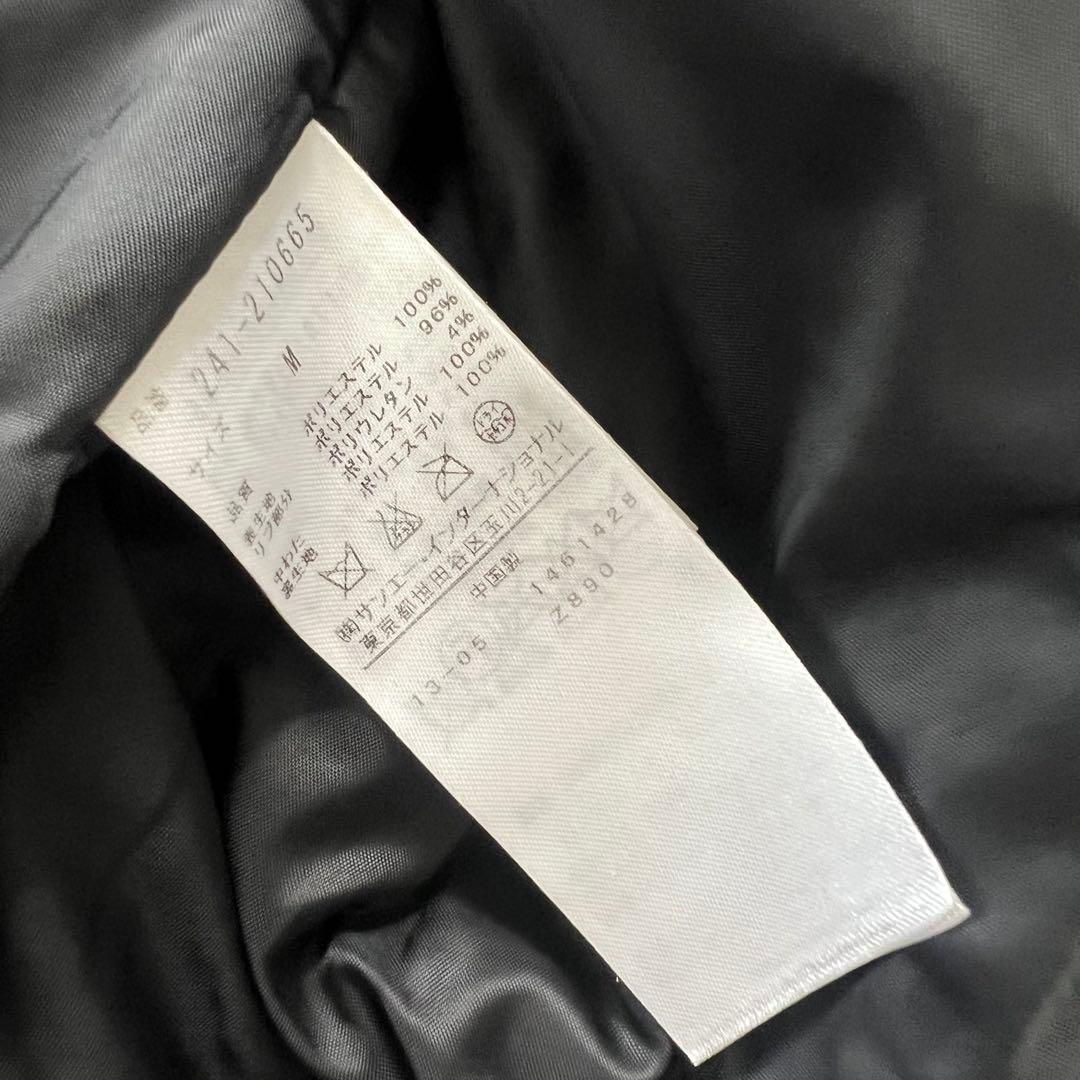 品番 2A1-210665
サイズ M
品質 ポリエステル 100%
表生地 ポリエステル 96%
リブ部分 ポリウレタン 4%
中わた ポリエステル 100%
裏生地 ポリエステル 100%
ドライ
㈱サンエー・インターナショナル
東京都世田谷区玉川2-21-1
中国製
13-05 1461428
Z890